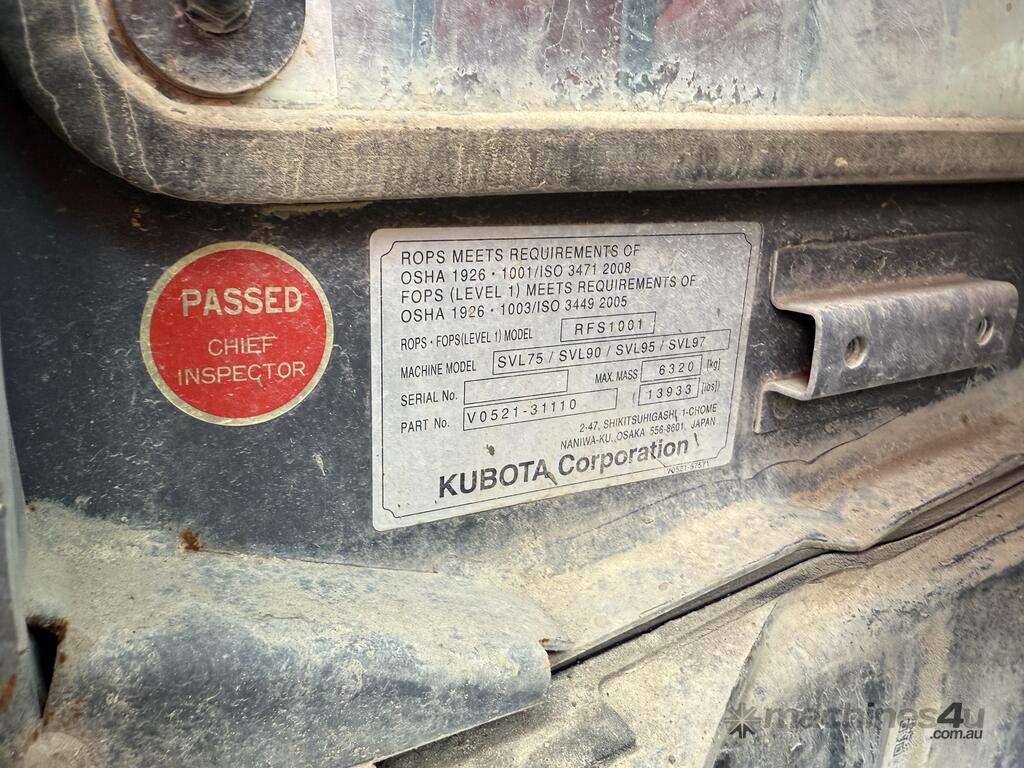 PASSED
CHIEF
INSPECTOR
ROPS MEETS REQUIREMENTS OF
OSHA 1926・1001/ISO 3471 2008
FOPS (LEVEL 1) MEETS REQUIREMENTS OF
OSHA 1926・1003/ISO 3449 2005
ROPS・FOPS(LEVEL 1) MODEL RFS1001
MACHINE MODEL SVL75 / SVL90 / SVL95 / SVL97
SERIAL No. MAX. MASS 6320 [kg]
PART No. V0521-31110 ( 13933 [lbs])
2-47, SHIKITSUHIGASHI, 1-CHOME
NANIWA-KU, OSAKA 556-8601, JAPAN
KUBOTA Corporation
V0521-57571
machines4u
.com.au